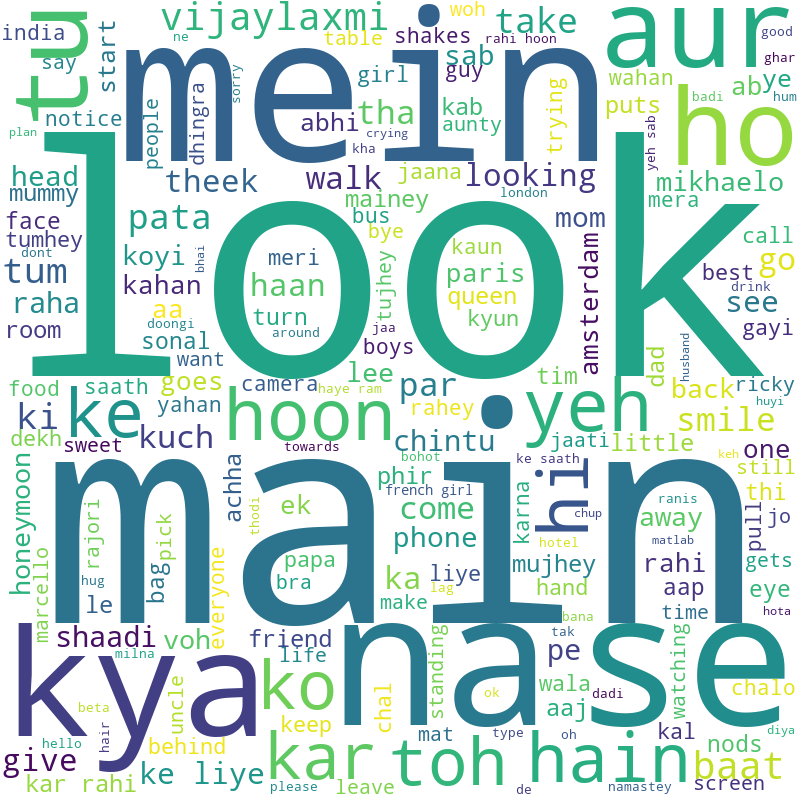 india
say
tu
start
vijaylaxmi
ne
table
woh
shakes
rahi hoon
take
aur
good
ghar
notice
plan
people
dhingra
mein
sorry
girl
guy
sab
trying
wahan
ab
ye
hum
badi
puts
ho
abhi
tha
kab
aunty
crying
kha
yeh sab
head
mummy
theek
walk
jaana
looking
london
mikhaelo
mera
face
tumhey
dont
pata
mainey
bus
bye
mom
call
look
tum
koyi
bhai
meri
haan
tujhey
kaun
paris
queen
kyun
amsterdam
best
go
drink
see
raha
kahan
aa
doongi
turn
around
jaa
gayi
room
sonal
want
boys
husband
food
saath
goes
camera
haye ram
lee
par
tim
dad
back
ricky
huyi
ki
ke
yahan
hoon
rahey
yeh
smile
dekh
sweet
kuch
towards
chintu
jaati
little
one
honeymoon
achha
bohot
phir
french girl
ke saath
hi
keh
still
thi
main
rajori
pick
thodi
ek
come
karna
chup
ranis
away
pull
jo
marcello
hug
bag
papa
phone
hotel
matlab
bra
ka
liye
mujhey
rahi
gets
le
everyone
make
lag
hand
aap
eye
bana
time
hota
kya
shaadi
voh
friend
nase
tak
milna
life
standing
pe
watching
uncle
ko
chal
ok
wala
dadi
chalo
beta
keep
aaj
diya
hello
hair
behind
mat
type
oh
kal
nods
give
kar
toh
hain
baat
kar rahi
ke liye
please
leave
de
namastey
screen